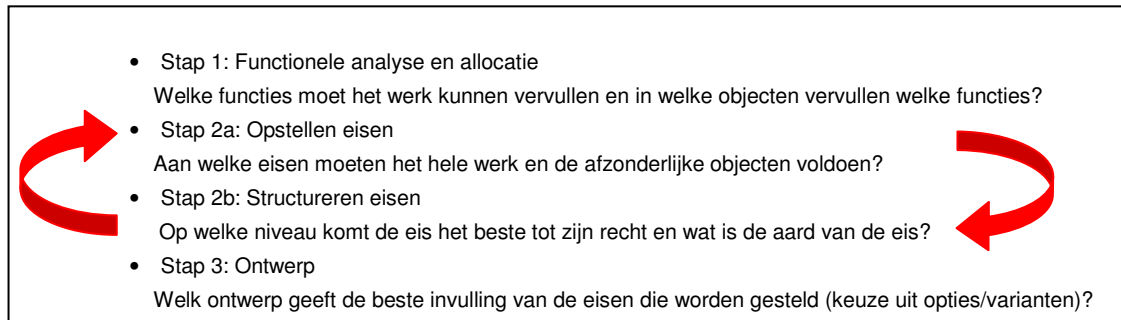 • Stap 1: Functionele analyse en allocatie
Welke functies moet het werk kunnen vervullen en in welke objecten vervullen welke functies?
• Stap 2a: Opstellen eisen
Aan welke eisen moeten het hele werk en de afzonderlijke objecten voldoen?
• Stap 2b: Structureren eisen
Op welke niveau komt de eis het beste tot zijn recht en wat is de aard van de eis?
• Stap 3: Ontwerp
Welk ontwerp geeft de beste invulling van de eisen die worden gesteld (keuze uit opties/varianten)?